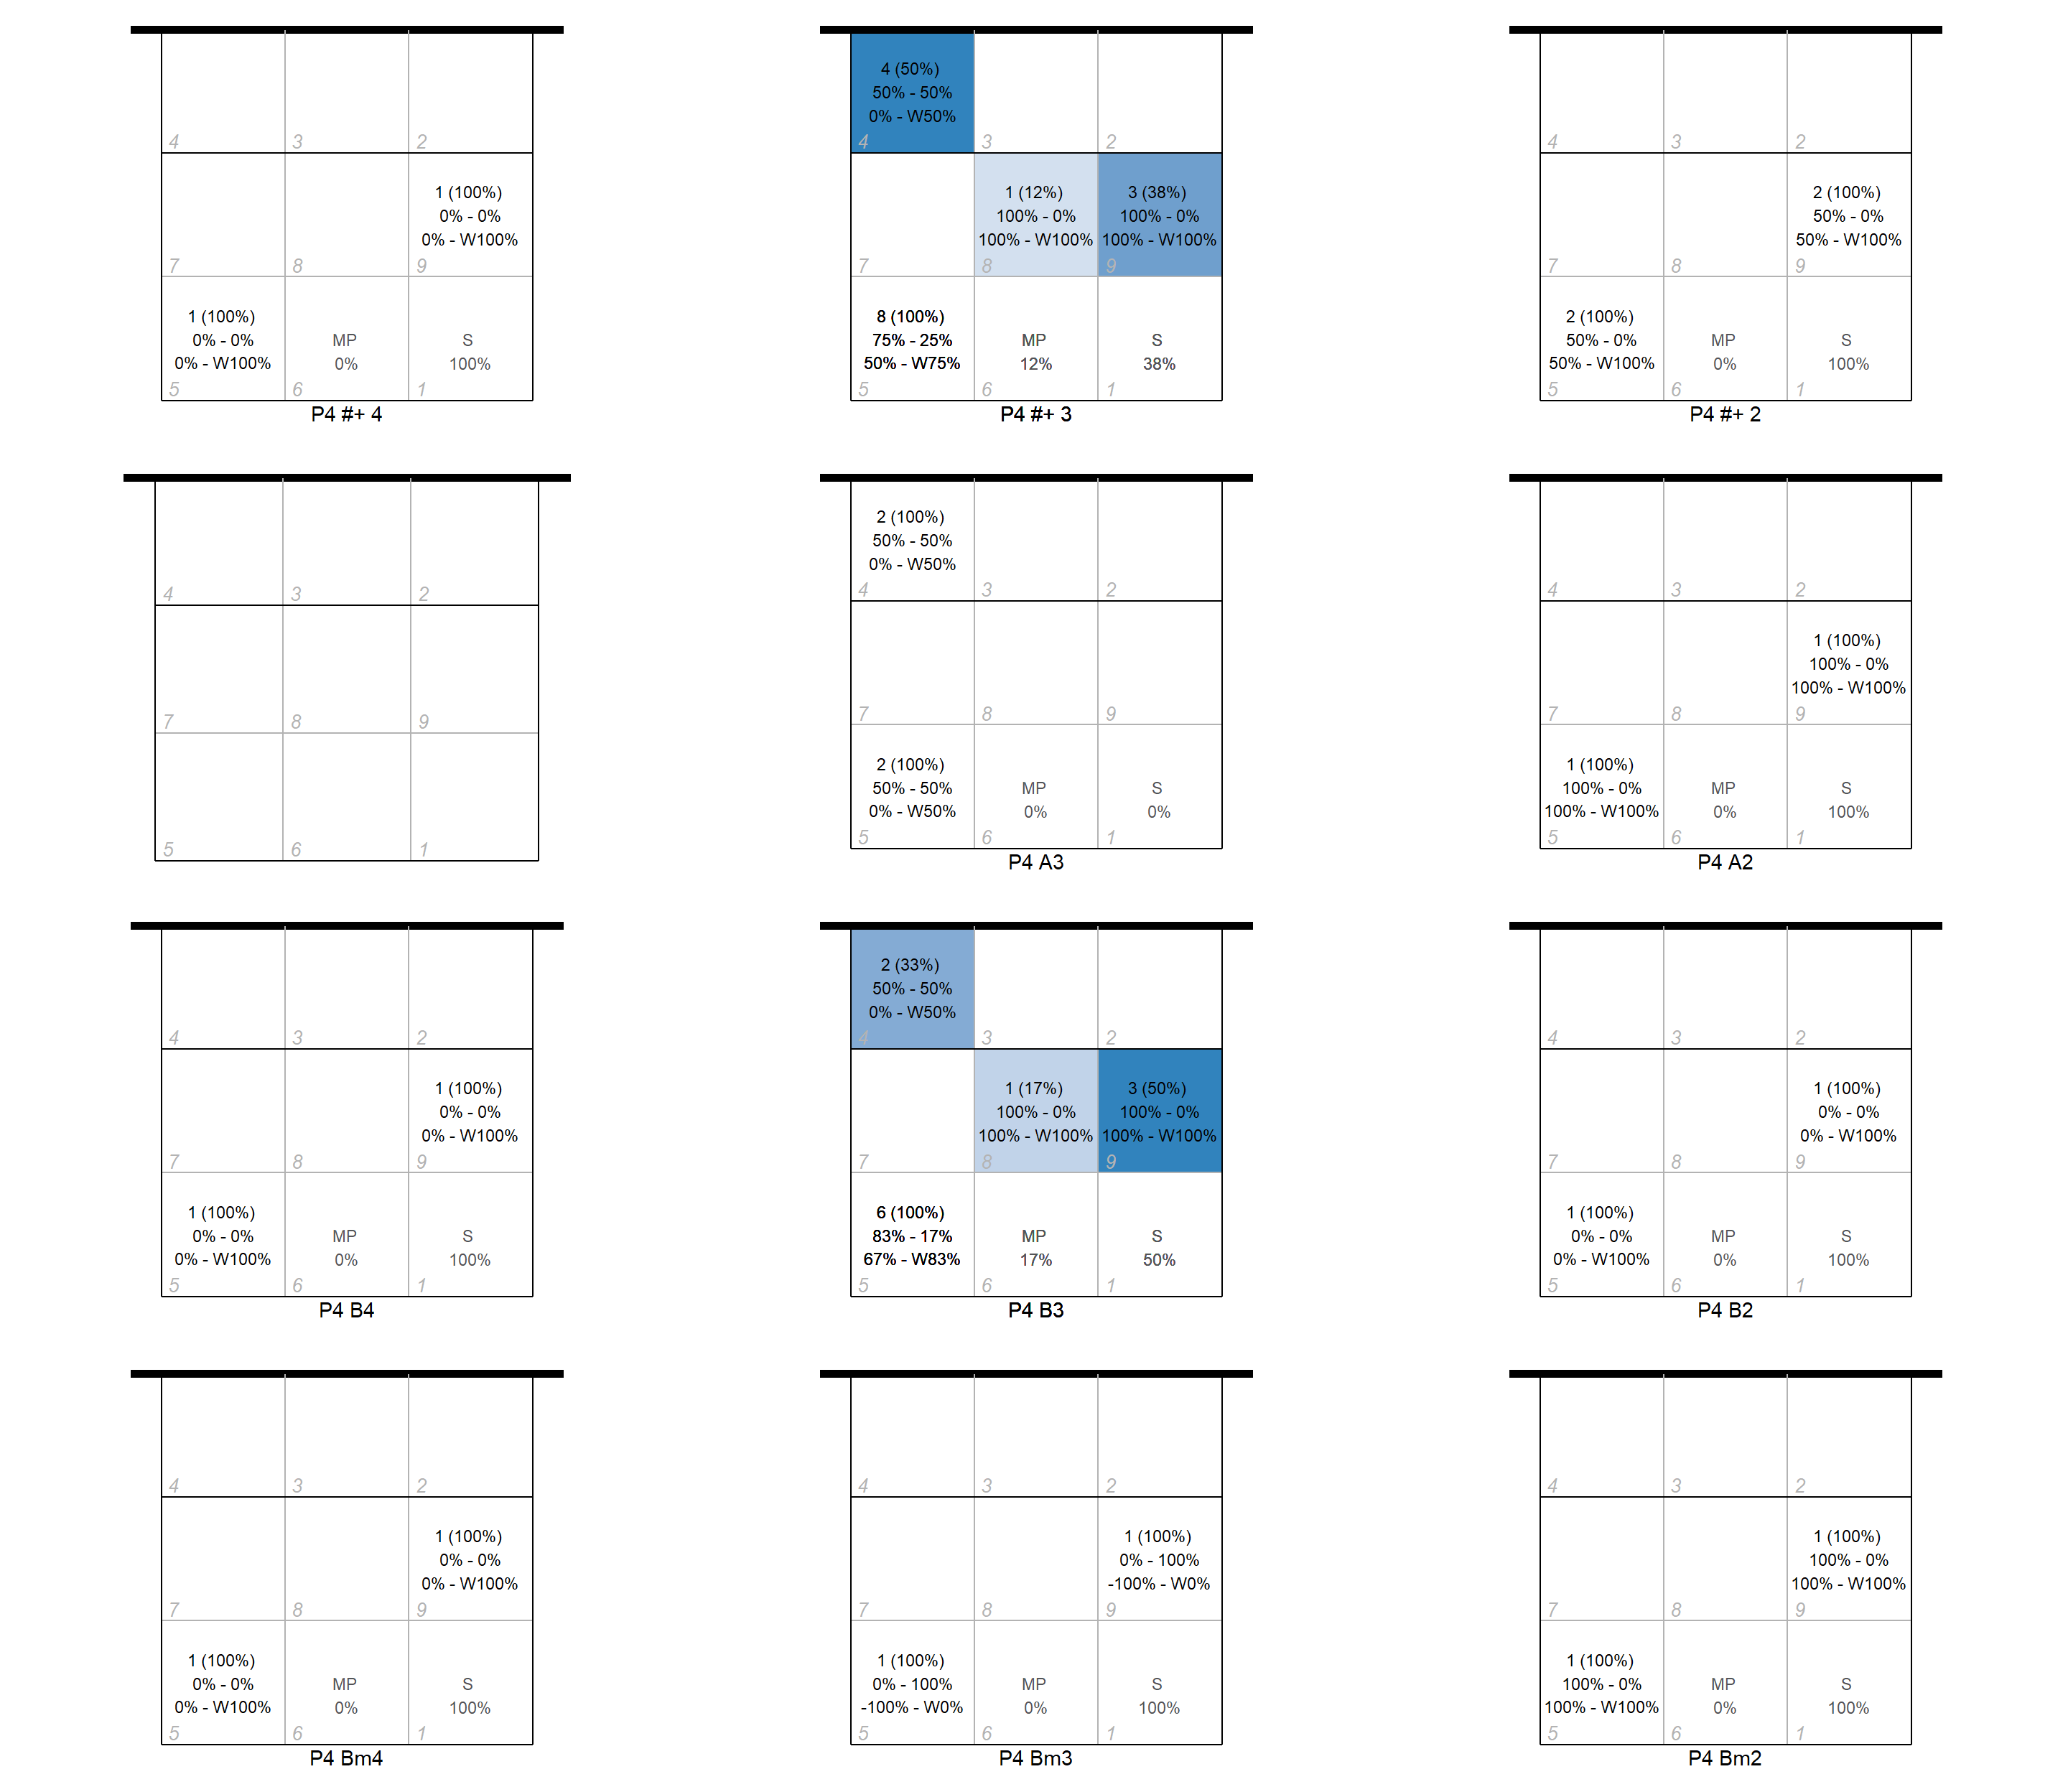 4 3 2
1 (100%)
0% - 0%
0% - W100%
7 8 9
1 (100%)
0% - 0%
0% - W100%
MP
0%
S
100%
5 6 1
P4 #+ 4
4 (50%)
50% - 50%
0% - W50%
4 3 2
1 (12%)
100% - 0%
100% - W100%
3 (38%)
100% - 0%
100% - W100%
7 8 9
8 (100%)
75% - 25%
50% - W75%
MP
12%
S
38%
5 6 1
P4 #+ 3
4 3 2
2 (100%)
50% - 0%
50% - W100%
7 8 9
2 (100%)
50% - 0%
50% - W100%
MP
0%
S
100%
5 6 1
P4 #+ 2
4 3 2
7 8 9
5 6 1
2 (100%)
50% - 50%
0% - W50%
4 3 2
7 8 9
2 (100%)
50% - 50%
0% - W50%
MP
0%
S
0%
5 6 1
P4 A3
4 3 2
1 (100%)
100% - 0%
100% - W100%
7 8 9
1 (100%)
100% - 0%
100% - W100%
MP
0%
S
100%
5 6 1
P4 A2
4 3 2
1 (100%)
0% - 0%
0% - W100%
7 8 9
1 (100%)
0% - 0%
0% - W100%
MP
0%
S
100%
5 6 1
P4 B4
2 (33%)
50% - 50%
0% - W50%
4 3 2
1 (17%)
100% - 0%
100% - W100%
3 (50%)
100% - 0%
100% - W100%
7 8 9
6 (100%)
83% - 17%
67% - W83%
MP
17%
S
50%
5 6 1
P4 B3
4 3 2
1 (100%)
0% - 0%
0% - W100%
7 8 9
1 (100%)
0% - 0%
0% - W100%
MP
0%
S
100%
5 6 1
P4 B2
4 3 2
1 (100%)
0% - 0%
0% - W100%
7 8 9
1 (100%)
0% - 0%
0% - W100%
MP
0%
S
100%
5 6 1
P4 Bm4
4 3 2
1 (100%)
0% - 100%
-100% - W0%
7 8 9
1 (100%)
0% - 100%
-100% - W0%
MP
0%
S
100%
5 6 1
P4 Bm3
4 3 2
1 (100%)
100% - 0%
100% - W100%
7 8 9
1 (100%)
100% - 0%
100% - W100%
MP
0%
S
100%
5 6 1
P4 Bm2